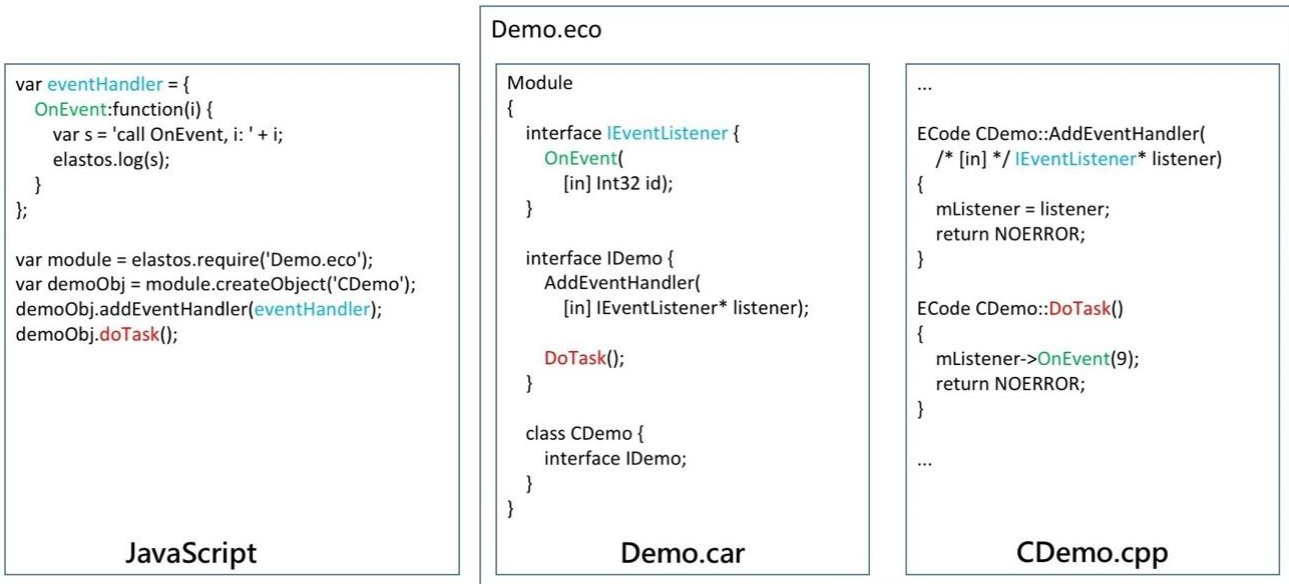 Demo.eco
var eventHandler = {
OnEvent:function(i) {
var s = 'call OnEvent, i: ' + i;
elastos.log(s);
}
};
var module = elastos.require('Demo.eco');
var demoObj = module.createObject('CDemo');
demoObj.addEventHandler(eventHandler);
demoObj.doTask();
JavaScript
Module
{
interface IEventListener {
OnEvent(
[in] Int32 id);
}
interface IDemo {
AddEventHandler(
[in] IEventListener* listener);
DoTask();
}
class CDemo {
interface IDemo;
}
}
Demo.car
...
ECode CDemo::AddEventHandler(
/* [in] */ IEventListener* listener)
{
mListener = listener;
return NOERROR;
}
ECode CDemo::DoTask()
{
mListener->OnEvent(9);
return NOERROR;
}
...
CDemo.cpp